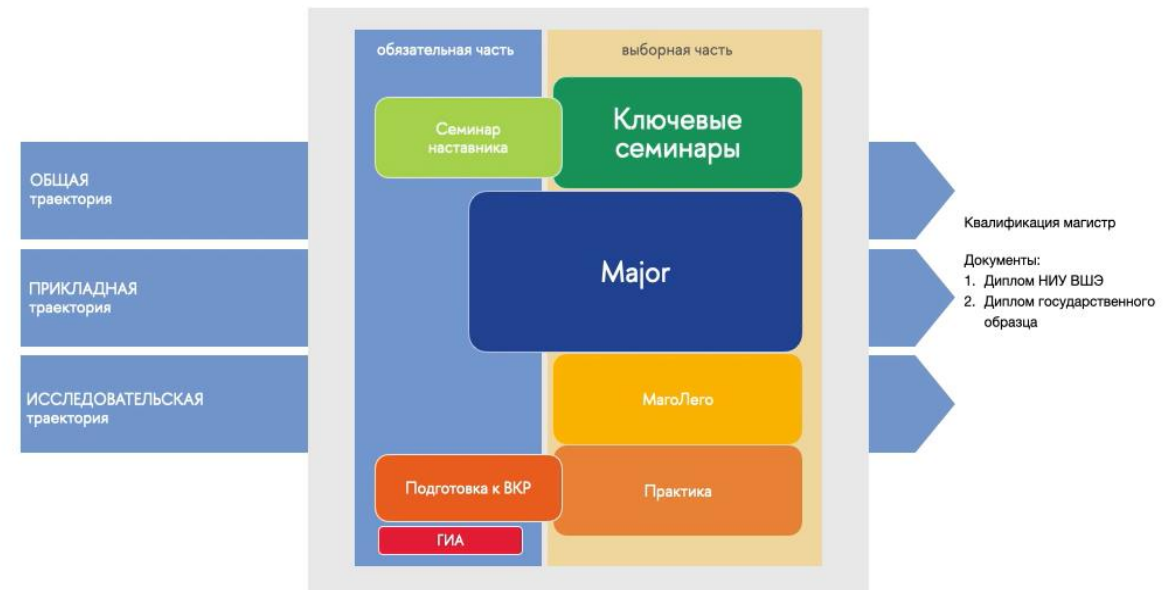 обязательная часть
выборная часть
Семинар
наставника
Ключевые
семинары
ОБЩАЯ
траектория
Major
ПРИКЛАДНАЯ
траектория
Квалификация магистр
Документы:
1. Диплом НИУ ВШЭ
2. Диплом государственного
образца
ИССЛЕДОВАТЕЛЬСКАЯ
траектория
МагоЛего
Подготовка к ВКР
Практика
ГИА